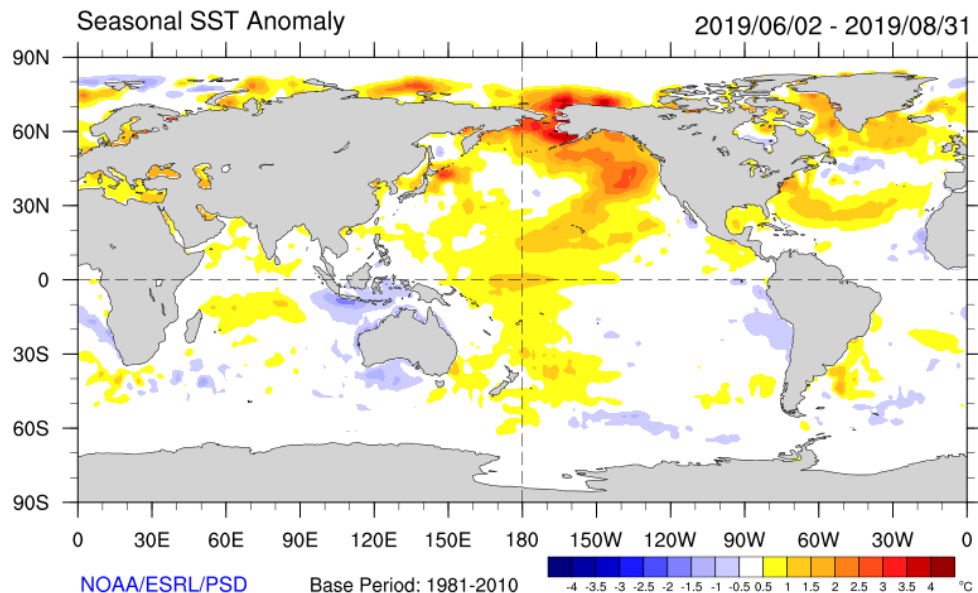 Seasonal SST Anomaly 2019/06/02 - 2019/08/31
90N
60N
30N
0
30S
60S
90S
0 30E 60E 90E 120E 150E 180 150W 120W 90W 60W 30W 0
NOAA/ESRL/PSD Base Period: 1981-2010
-4 -3.5 -3 -2.5 -2 -1.5 -1 -0.5 0.5 1 1.5 2 2.5 3 3.5 4 °C